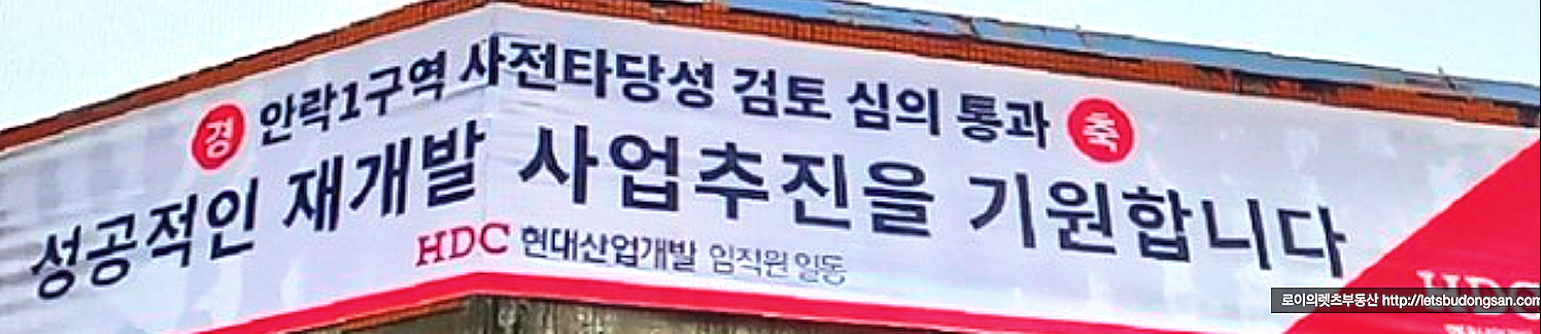 경 안락1구역 사전타당성 검토 심의 통과 축
성공적인 재개발 사업추진을 기원합니다
HDC 현대산업개발 임직원 일동
HDC
로이의렛츠부동산 http://letsbudongsan.com